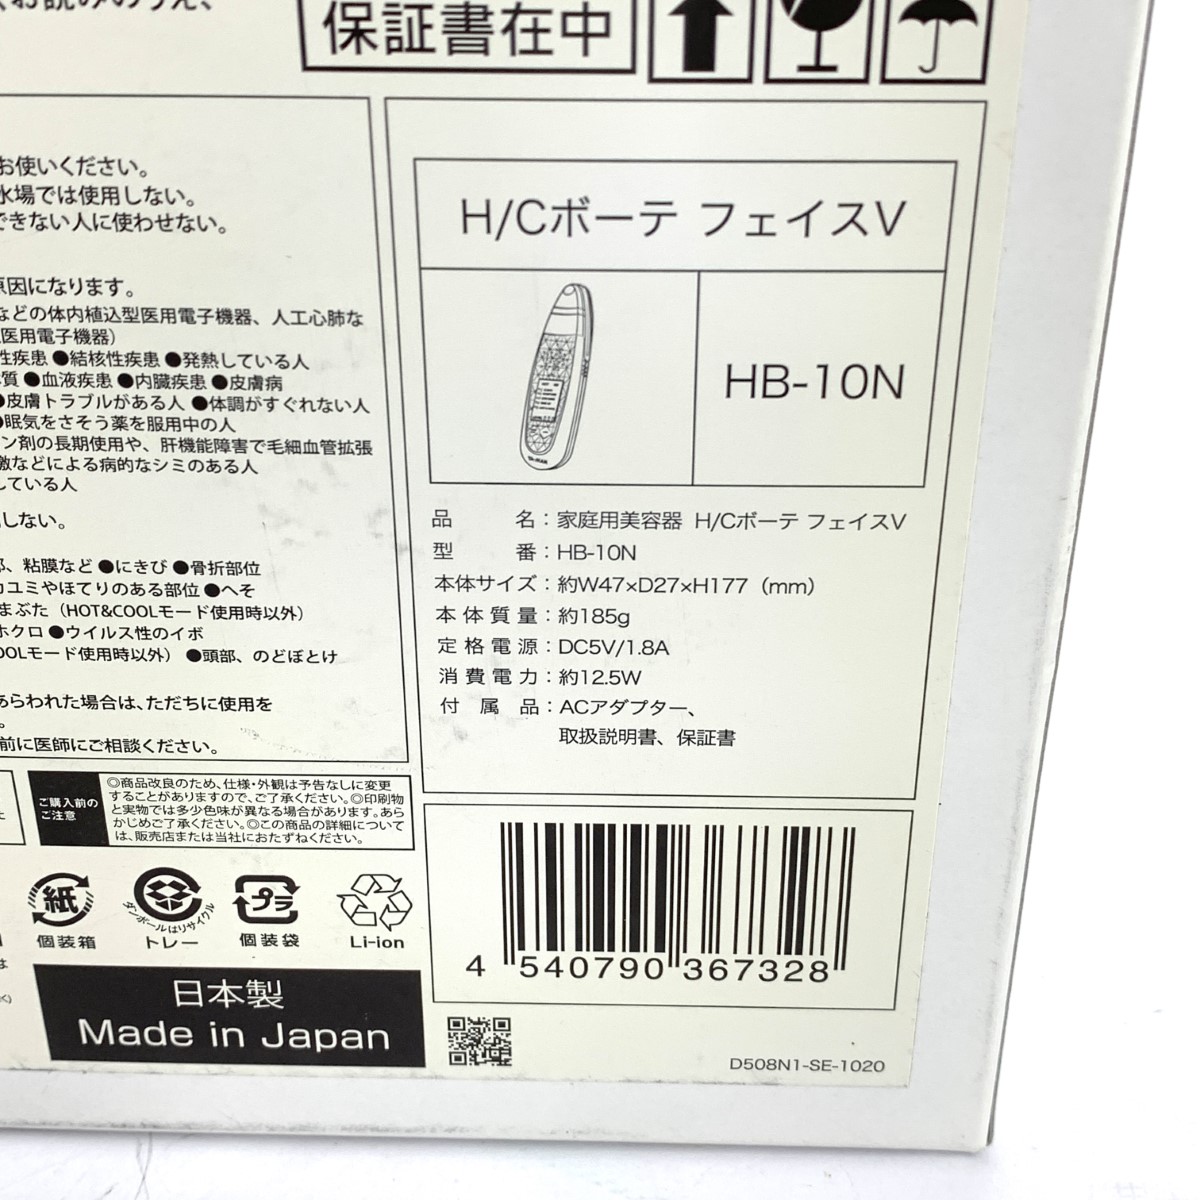 保証書在中
お使いください。
水場では使用しない。
できない人に使わせない。
原因になります。
などの体内植込型医用電子機器、人工心肺な
医用電子機器）
性疾患 ●結核性疾患 ●発熱している人
質 ●血液疾患 ●内臓疾患 ●皮膚病
●皮膚トラブルがある人 ●体調がすぐれない人
●眠気をさそう薬を服用中の人
ン剤の長期使用や、肝機能障害で毛細血管拡張
激などによる病的なシミのある人
している人
しない。
部、粘膜など ●にきび ●骨折部位
カユミやほてりのある部位 ●へそ
まぶた（HOT&COOLモード使用時以外）
ホクロ ●ウイルス性のイボ
OOLモード使用時以外） ●頭部、のどぼとけ
あらわれた場合は、ただちに使用を
。
前に医師にご相談ください。
ご購入前の
ご注意
◎商品改良のため、仕様・外観は予告なしに変更
することがありますので、ご了承ください。◎印刷物
と実物では多少色味が異なる場合があります。あら
かじめご了承ください。◎この商品の詳細について
は、販売店または当社におたずねください。
紙
個装箱
ダンボールはリサイクル
トレー
プラ
個装袋
Li-ion
日本製
Made in Japan
H/Cボーテ フェイスV
HB-10N
品名：家庭用美容器 H/Cボーテ フェイスV
型番：HB-10N
本体サイズ：約W47×D27×H177（mm）
本体質量：約185g
定格電源：DC5V/1.8A
消費電力：約12.5W
付属品：ACアダプター、
取扱説明書、保証書
4 540790 367328
D508N1-SE-1020